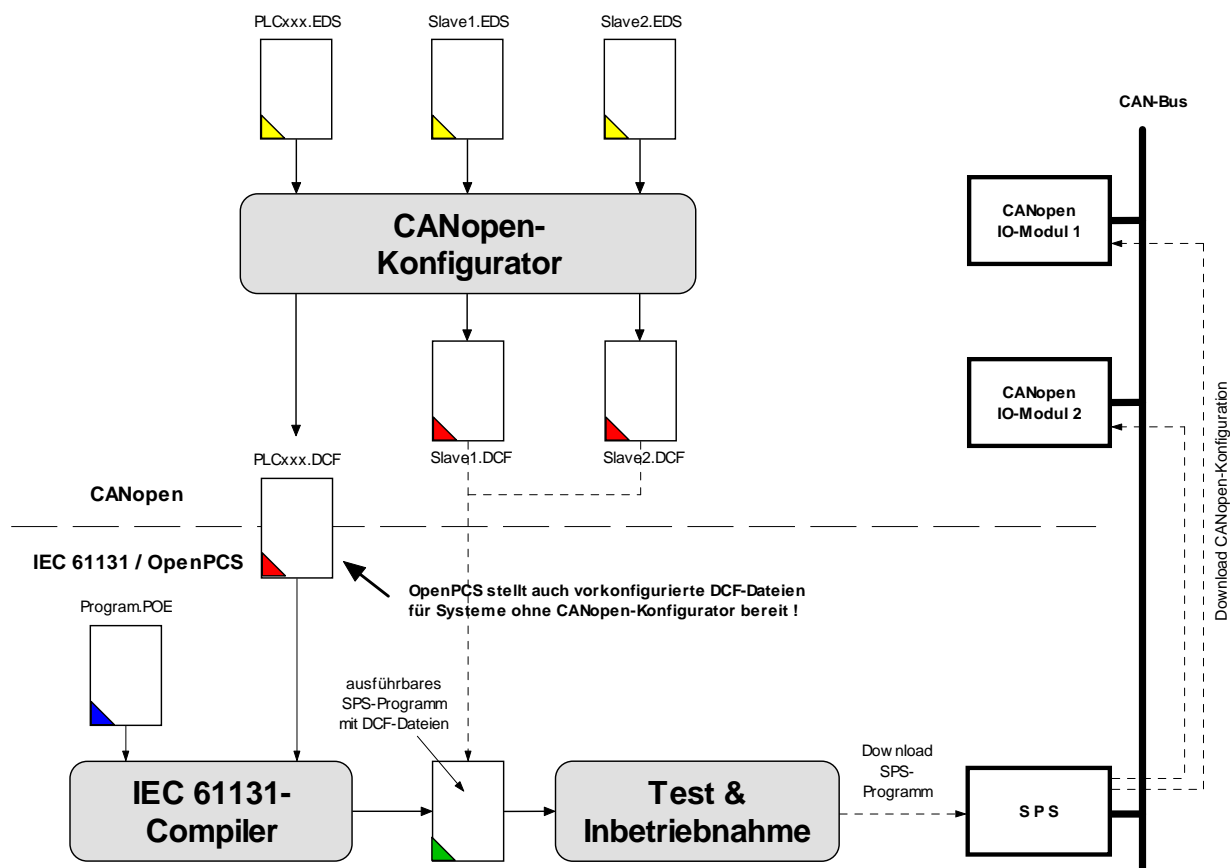 PLCxxx.EDS
Slave1.EDS
Slave2.EDS
CAN-Bus
CANopen-
Konfigurator
CANopen
IO-Modul 1
CANopen
IO-Modul 2
Slave1.DCF
Slave2.DCF
PLCxxx.DCF
CANopen
IEC 61131 / OpenPCS
OpenPCS stellt auch vorkonfigurierte DCF-Dateien
für Systeme ohne CANopen-Konfigurator bereit !
Download CANopen-Konfiguration
Program.POE
ausführbares
SPS-Programm
mit DCF-Dateien
IEC 61131-
Compiler
Test &
Inbetriebnahme
Download
SPS-
Programm
SPS